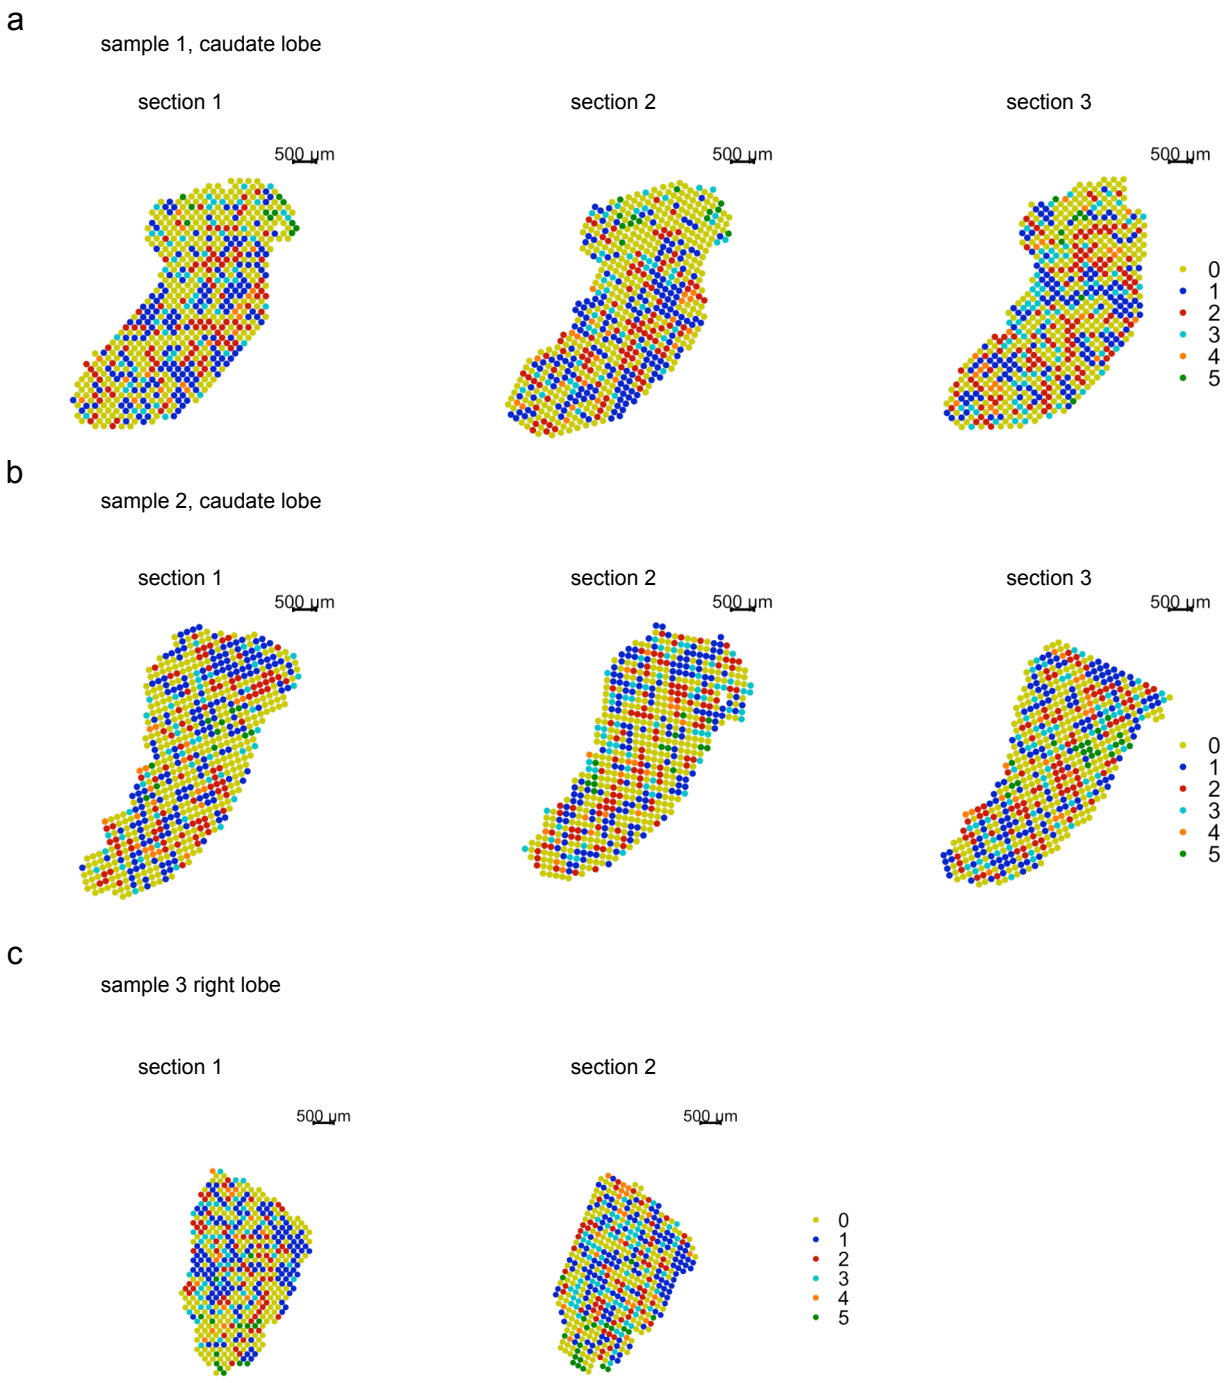 a
sample 1, caudate lobe
section 1
section 2
section 3
500 µm
500 µm
500 µm
0
1
2
3
4
5
b
sample 2, caudate lobe
section 1
section 2
section 3
500 µm
500 µm
500 µm
0
1
2
3
4
5
c
sample 3 right lobe
section 1
section 2
500 µm
500 µm
0
1
2
3
4
5